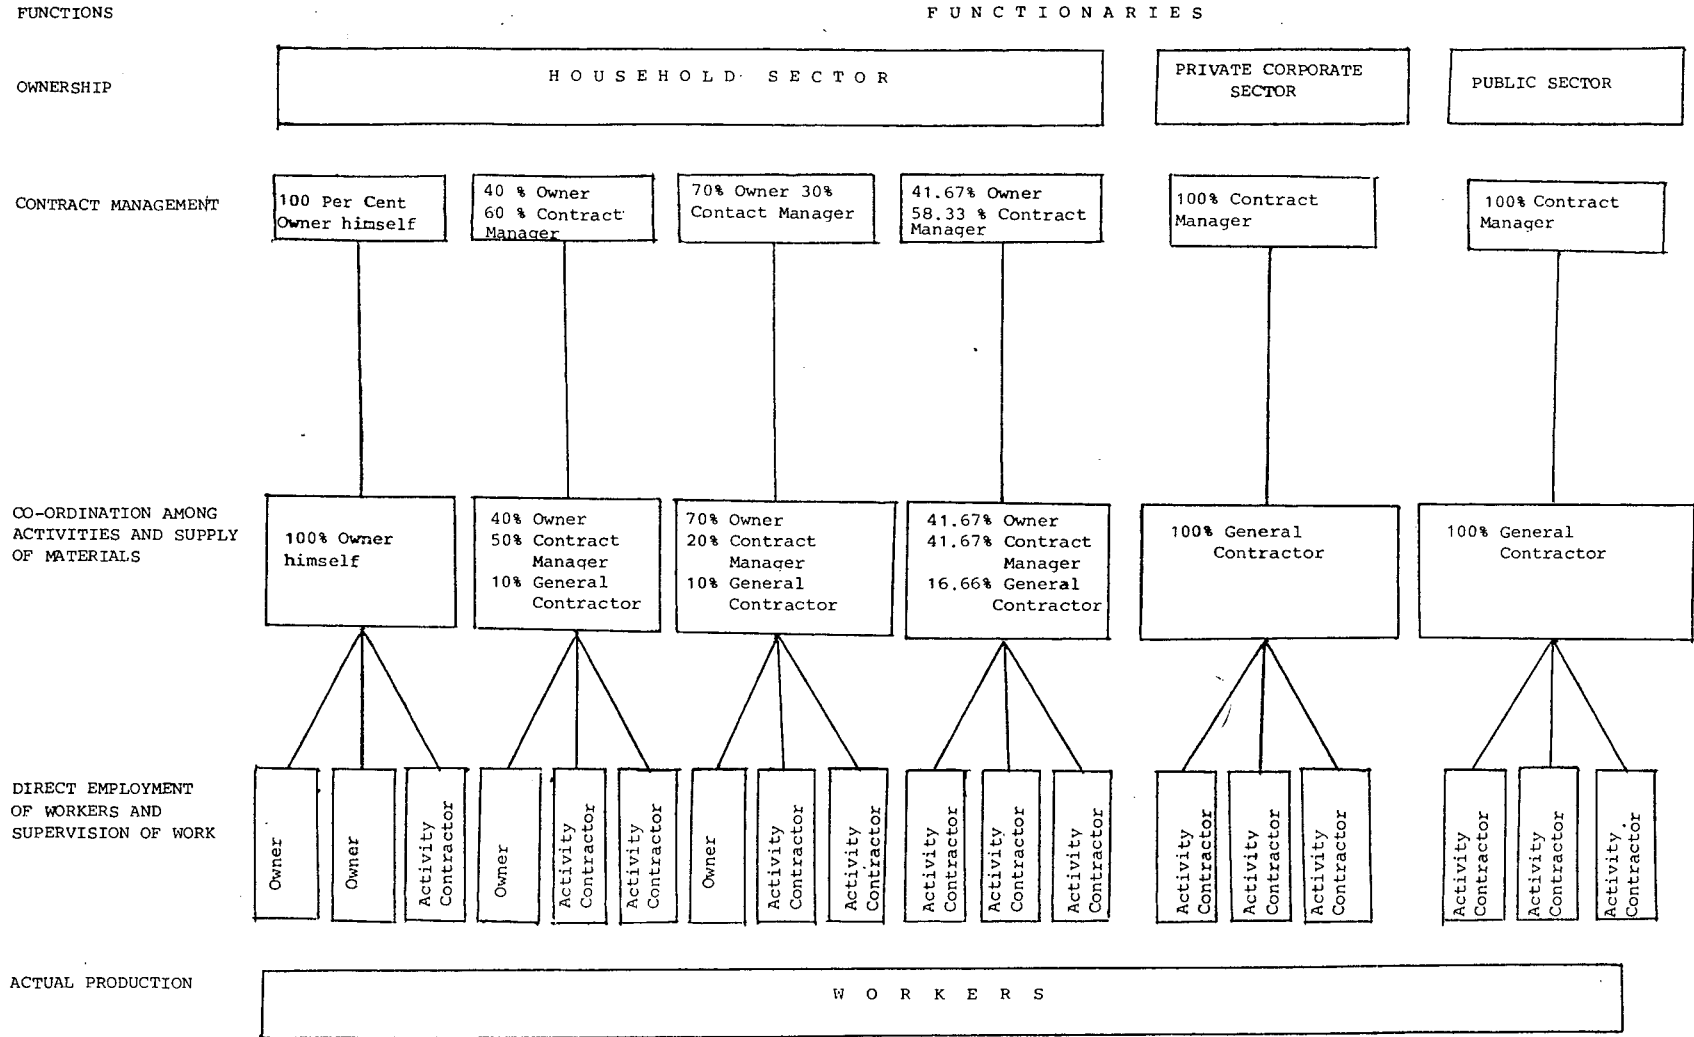 FUNCTIONS
F U N C T I O N A R I E S
OWNERSHIP
H O U S E H O L D   S E C T O R
PRIVATE CORPORATE
SECTOR
PUBLIC SECTOR
CONTRACT MANAGEMENT
100 Per Cent
Owner himself
40 % Owner
60 % Contract
Manager
70% Owner 30%
Contact Manager
41.67% Owner
58.33 % Contract
Manager
100% Contract
Manager
100% Contract
Manager
CO-ORDINATION AMONG
ACTIVITIES AND SUPPLY
OF MATERIALS
100% Owner
himself
40% Owner
50% Contract
Manager
10% General
Contractor
70% Owner
20% Contract
Manager
10% General
Contractor
41.67% Owner
41.67% Contract
Manager
16.66% General
Contractor
100% General
Contractor
100% General
Contractor
DIRECT EMPLOYMENT
OF WORKERS AND
SUPERVISION OF WORK
Owner
Owner
Activity
Contractor
Owner
Activity
Contractor
Activity
Contractor
Owner
Activity
Contractor
Activity
Contractor
Activity
Contractor
Activity
Contractor
Activity
Contractor
Activity
Contractor
Activity
Contractor
Activity
Contractor
Activity
Contractor
Activity
Contractor
Activity
Contractor
ACTUAL PRODUCTION
W O R K E R S